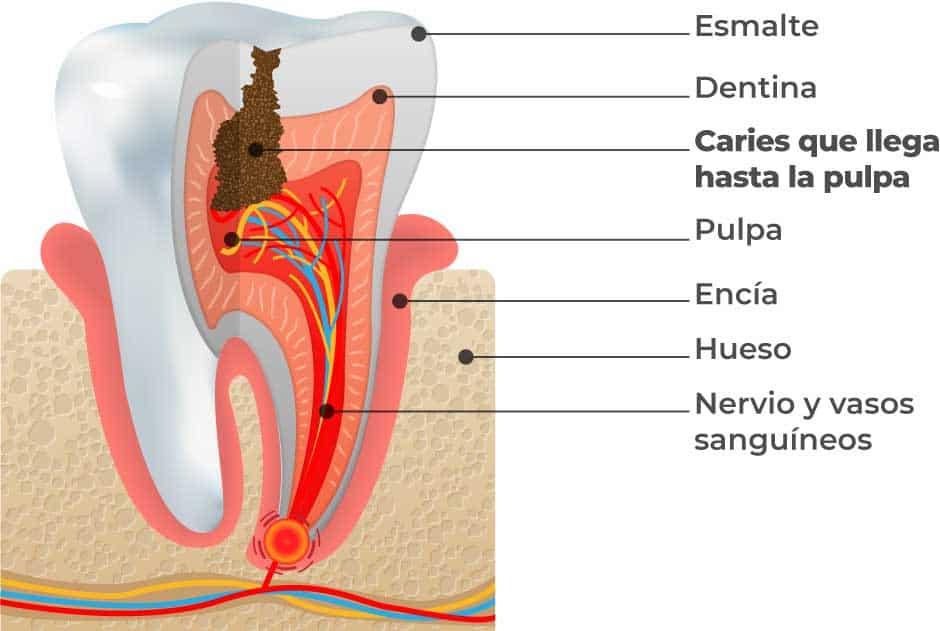 Esmalte
Dentina
Caries que llega
hasta la pulpa
Pulpa
Encía
Hueso
Nervio y vasos
sanguíneos